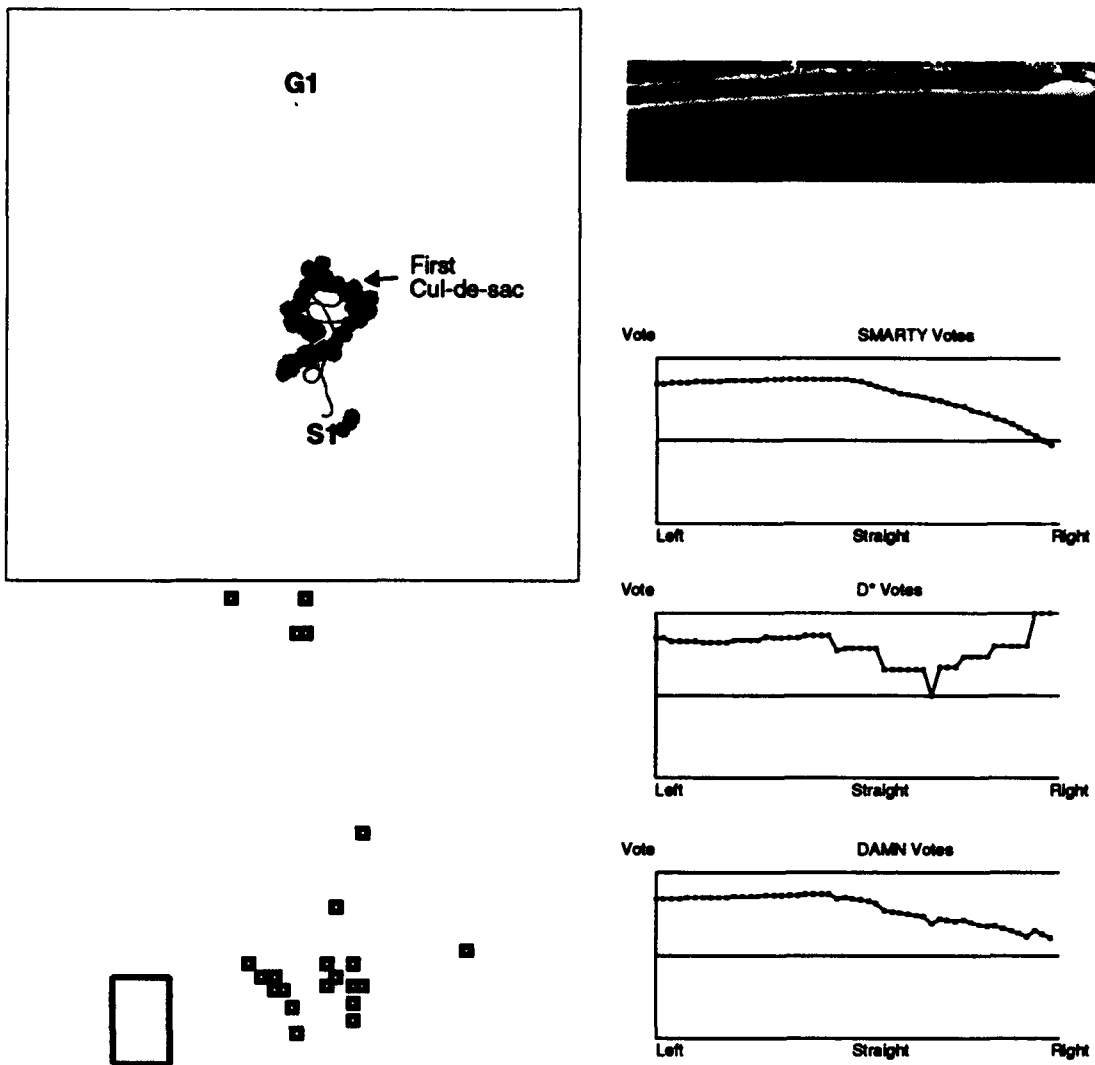 G1
First
Cul-de-sac
S1
Vote SMARTY Votes
Left Straight Right
Vote D* Votes
Left Straight Right
Vote DAMN Votes
Left Straight Right